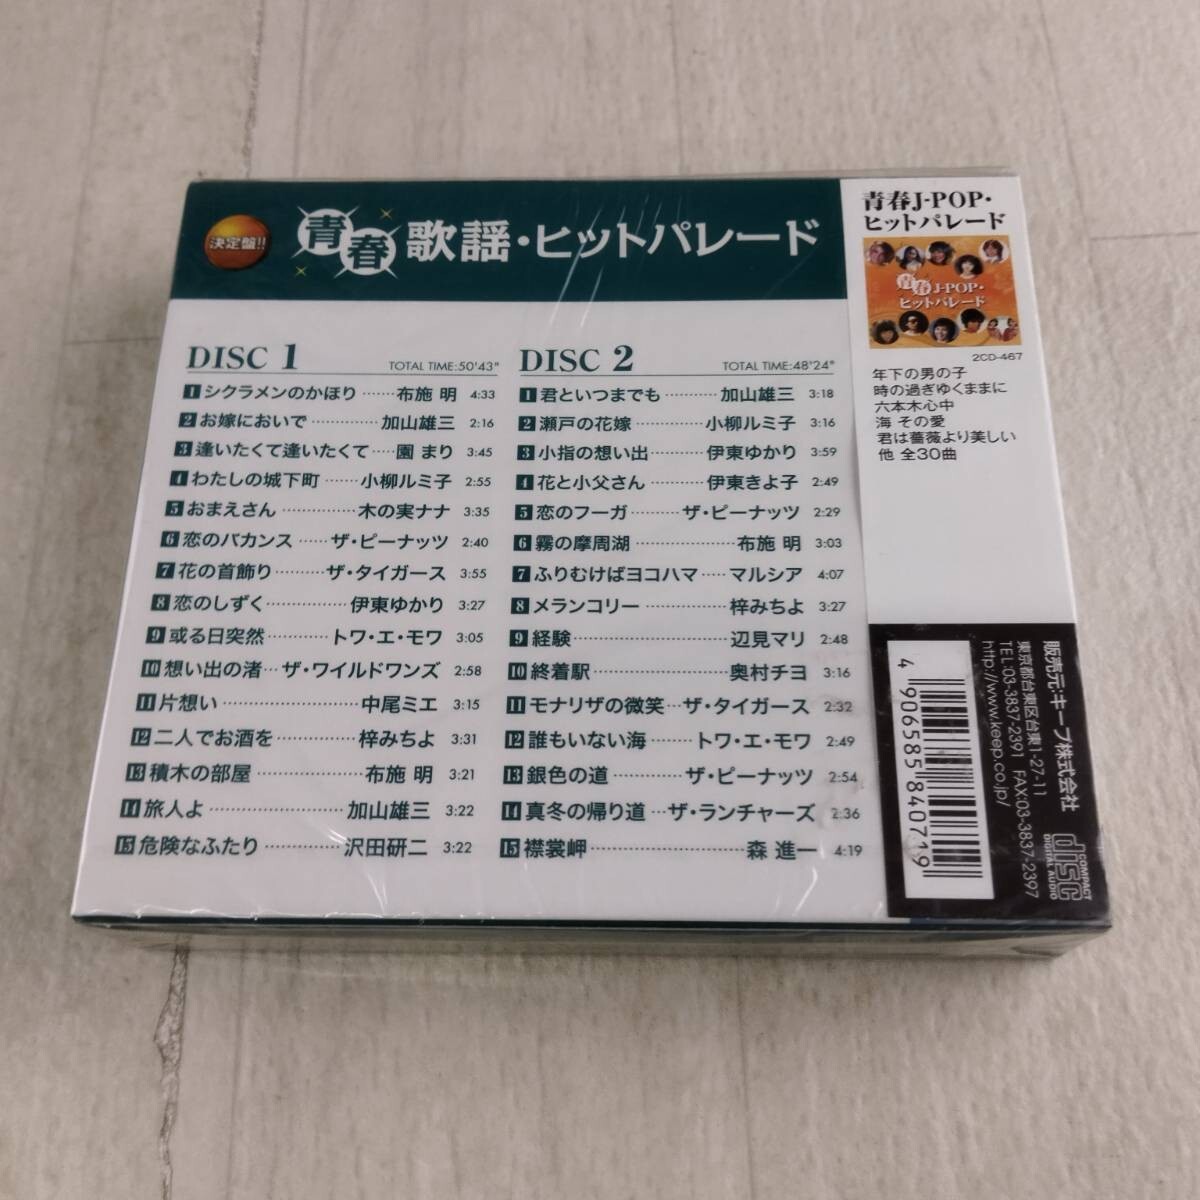 決定盤!!
青春 歌謡・ヒットパレード
DISC 1 TOTAL TIME:50'43"
1 シクラメンのかほり……布施 明 4:33
2 お嫁においで……………加山雄三 2:16
3 逢いたくて逢いたくて……園 まり 3:45
4 わたしの城下町……小柳ルミ子 2:55
5 おまえさん……………木の実ナナ 3:35
6 恋のバカンス……ザ・ピーナッツ 2:40
7 花の首飾り………ザ・タイガース 3:55
8 恋のしずく……………伊東ゆかり 3:27
9 或る日突然…………トワ・エ・モワ 3:05
10 想い出の渚…ザ・ワイルドワンズ 2:58
11 片想い……………………中尾ミエ 3:15
12 二人でお酒を……………梓みちよ 3:31
13 積木の部屋………………布施 明 3:21
14 旅人よ……………………加山雄三 3:22
15 危険なふたり……………沢田研二 3:22
DISC 2 TOTAL TIME:48'24"
1 君といつまでも………加山雄三 3:18
2 瀬戸の花嫁…………小柳ルミ子 3:16
3 小指の想い出………伊東ゆかり 3:59
4 花と小父さん………伊東きよ子 2:49
5 恋のフーガ……ザ・ピーナッツ 2:29
6 霧の摩周湖……………布施 明 3:03
7 ふりむけばヨコハマ……マルシア 4:07
8 メランコリー……………梓みちよ 3:27
9 経験………………………辺見マリ 2:48
10 終着駅……………………奥村チヨ 3:16
11 モナリザの微笑…ザ・タイガース 2:32
12 誰もいない海………トワ・エ・モワ 2:49
13 銀色の道…………ザ・ピーナッツ 2:54
14 真冬の帰り道…ザ・ランチャーズ 2:36
15 襟裳岬……………………森 進一 4:19
青春J-POP・
ヒットパレード
青春J-POP・
ヒットパレード
2CD-467
年下の男の子
時の過ぎゆくままに
六本木心中
海 その愛
君は薔薇より美しい
他 全30曲
4906585840719
販売元:キープ株式会社
東京都台東区台東1-27-11
TEL:03-3837-2391 FAX:03-3837-2397
http://www.keep.co.jp/
COMPACT
disc
DIGITAL AUDIO